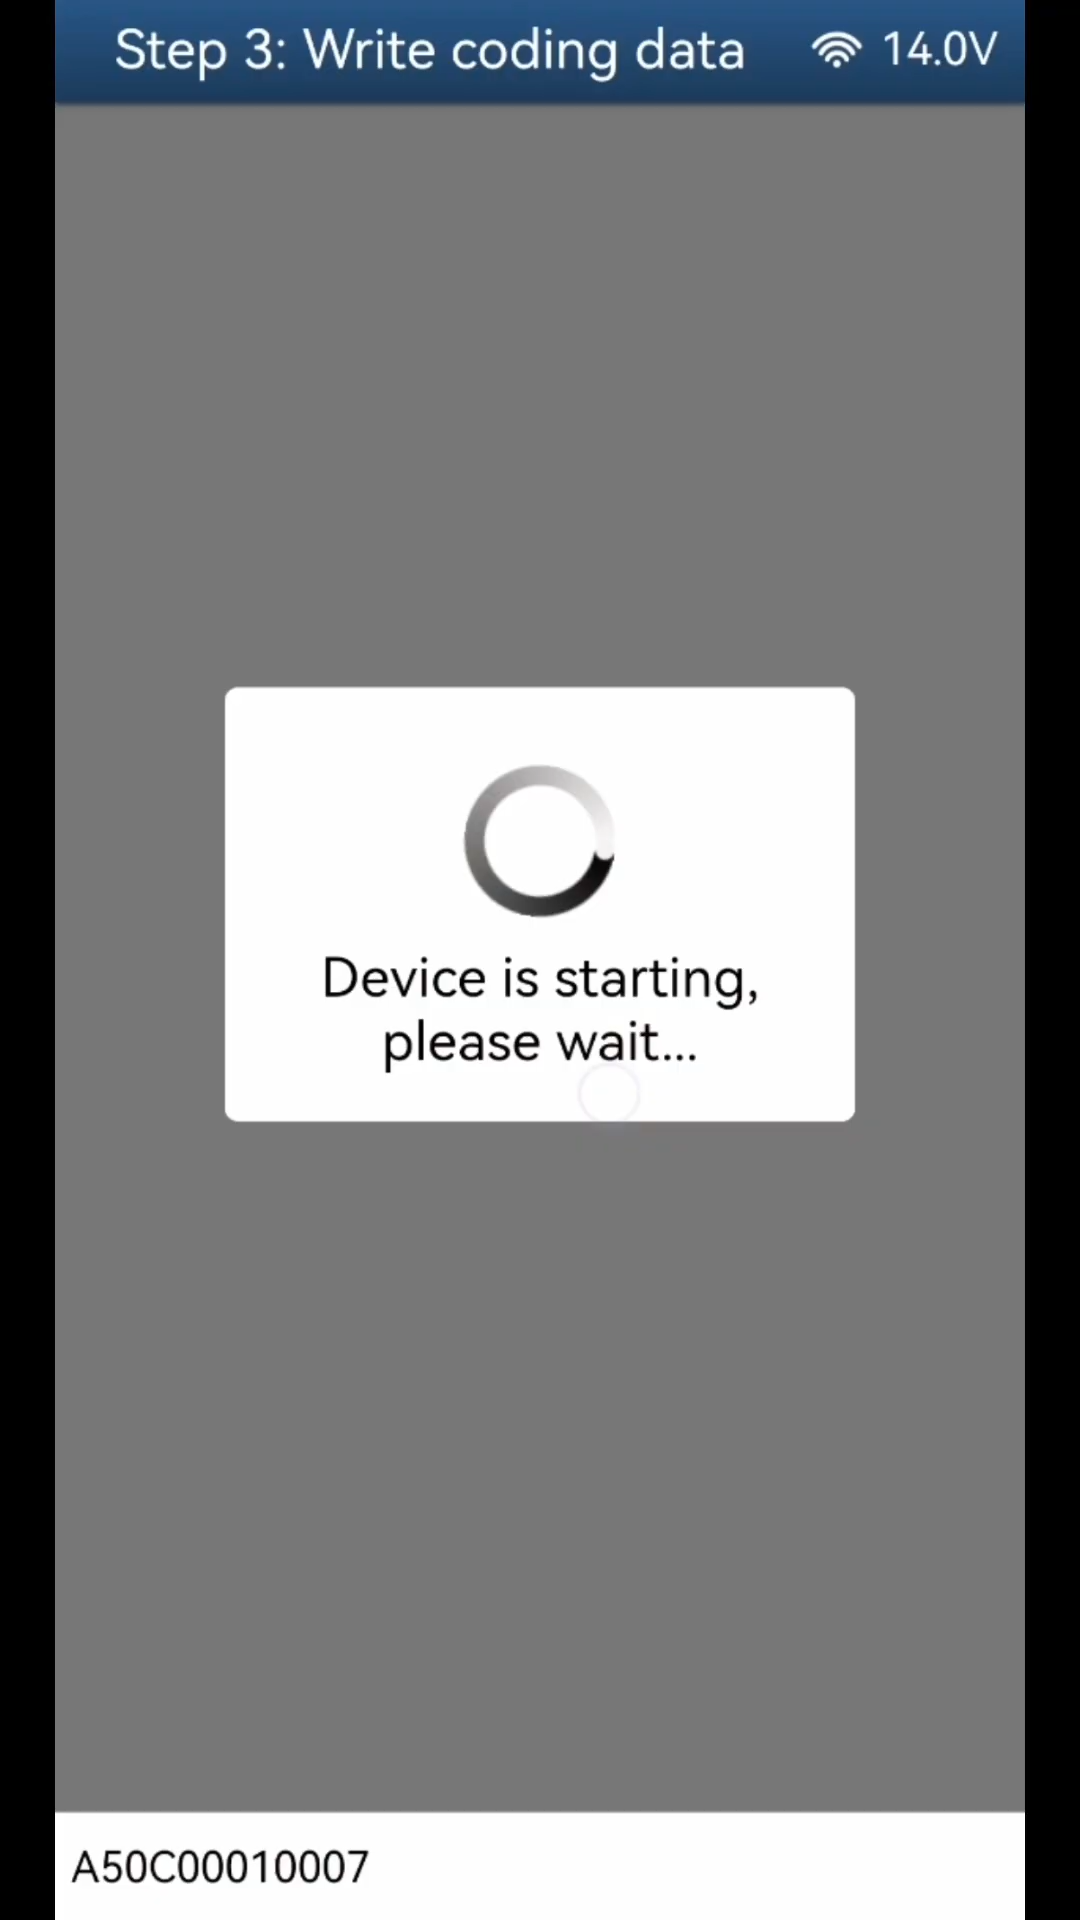 Step 3: Write coding data 14.0V
Device is starting,
please wait...
A50C00010007